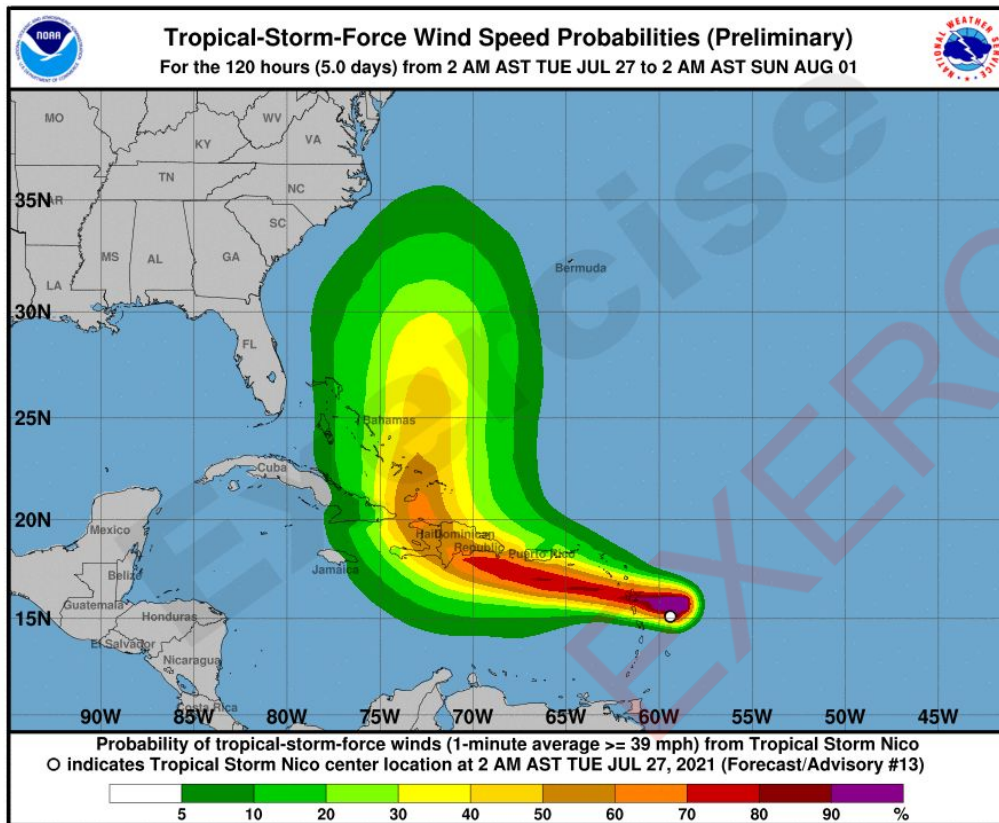 NOAA
NATIONAL WEATHER SERVICE
Tropical-Storm-Force Wind Speed Probabilities (Preliminary)
For the 120 hours (5.0 days) from 2 AM AST TUE JUL 27 to 2 AM AST SUN AUG 01
MO
WV
KY
VA
TN
NC
35N
AR
SC
MS
AL
GA
LA
Bermuda
30N
FL
25N
Bahamas
Cuba
20N
Mexico
Haiti
Dominican
Republic
Puerto Rico
Jamaica
Belize
Guatemala
15N
Honduras
El Salvador
Nicaragua
Costa Rica
90W 85W 80W 75W 70W 65W 60W 55W 50W 45W
Exercise
EXERC
Probability of tropical-storm-force winds (1-minute average >= 39 mph) from Tropical Storm Nico
indicates Tropical Storm Nico center location at 2 AM AST TUE JUL 27, 2021 (Forecast/Advisory #13)
5 10 20 30 40 50 60 70 80 90 %